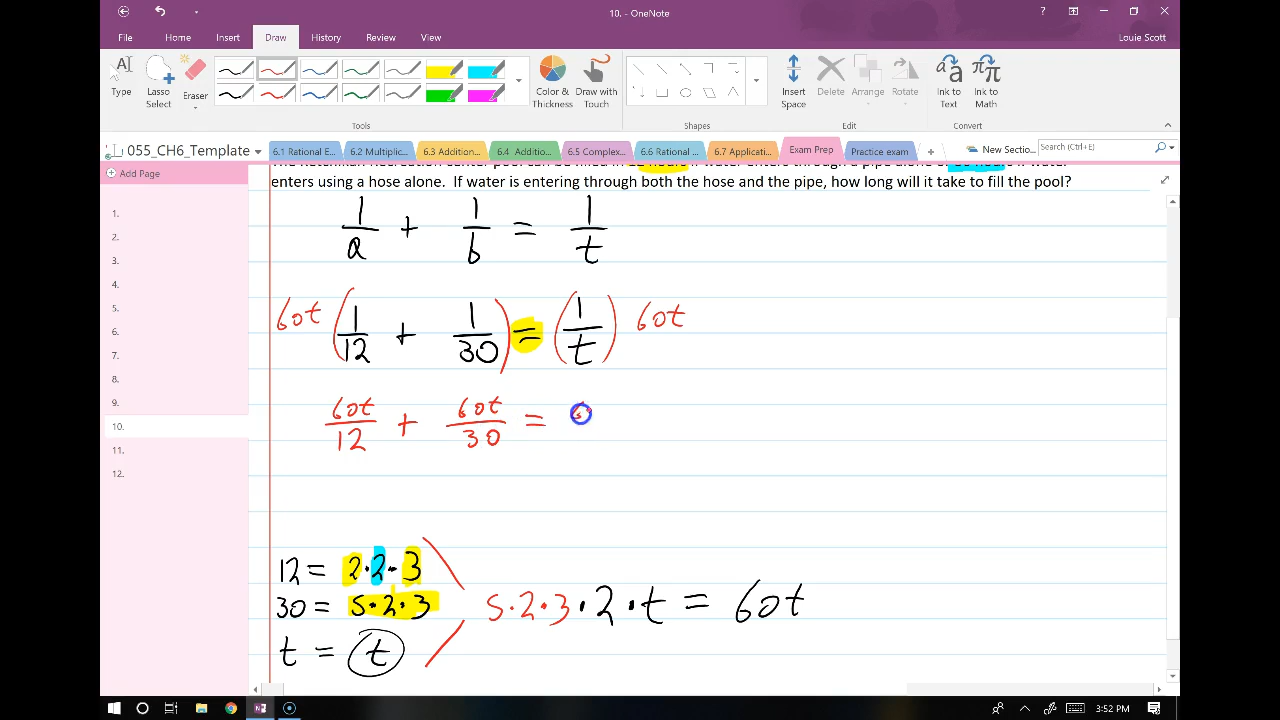 10. - OneNote
?
File Home Insert Draw History Review View
Louie Scott
Type Lasso Select Eraser Color & Thickness Draw with Touch Insert Space Delete Arrange Rotate Ink to Text Ink to Math
Tools Shapes Edit Convert
055_CH6_Template 6.1 Rational E... 6.2 Multiplic... 6.3 Addition... 6.4 Additio... 6.5 Complex... 6.6 Rational ... 6.7 Applicati... Exam Prep Practice exam + New Sectio... Search (Ctrl+E)
Add Page
1.
2.
3.
4.
5.
6.
7.
8.
9.
10.
11.
12.
enters using a hose alone. If water is entering through both the hose and the pipe, how long will it take to fill the pool?
1/a + 1/b = 1/t
60t (1/12 + 1/30) = (1/t) 60t
60t/12 + 60t/30 =
12 = 2·2·3
30 = 5·2·3
t = t
5·2·3·2·t = 60t
3:52 PM